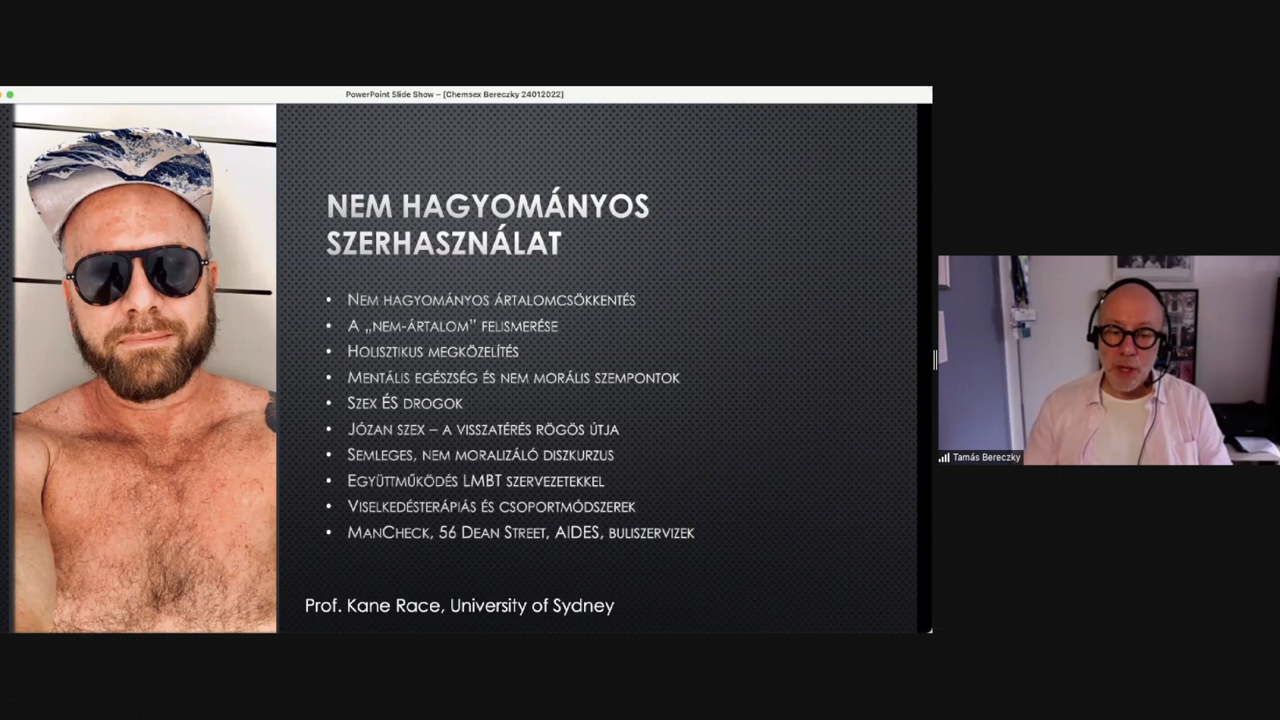 PowerPoint Slide Show – [Chemsex Bereczky 24012022]
NEM HAGYOMÁNYOS
SZERHASZNÁLAT
• NEM HAGYOMÁNYOS ÁRTALOMCSÖKKENTÉS
• A „NEM-ÁRTALOM” FELISMERÉSE
• HOLISZTIKUS MEGKÖZELÍTÉS
• MENTÁLIS EGÉSZSÉG ÉS NEM MORÁLIS SZEMPONTOK
• SZEX ÉS DROGOK
• JÓZAN SZEX – A VISSZATÉRÉS RÖGÖS ÚTJA
• SEMLEGES, NEM MORALIZÁLÓ DISZKURZUS
• EGYÜTTMŰKÖDÉS LMBT SZERVEZETEKKEL
• VISELKEDÉSTERÁPIÁS ÉS CSOPORTMÓDSZEREK
• MANCHECK, 56 DEAN STREET, AIDES, BULISZERVIZEK
Prof. Kane Race, University of Sydney
Tamás Bereczky